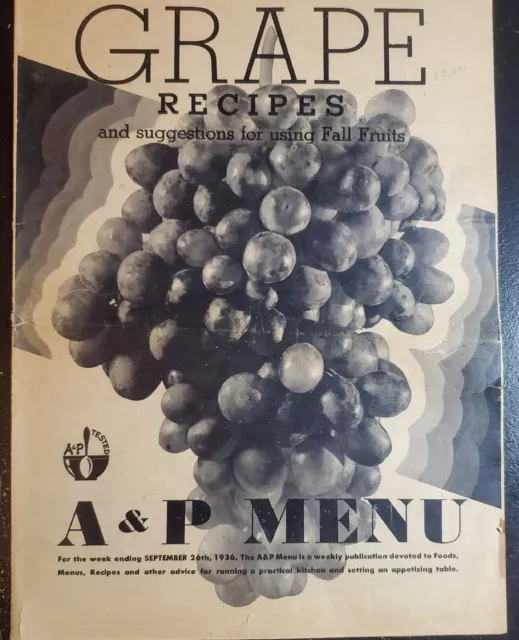 GRAPE
RECIPES
and suggestions for using Fall Fruits
A&P TESTED
A & P MENU
For the week ending SEPTEMBER 26th, 1936. The A&P Menu is a weekly publication devoted to Foods,
Menus, Recipes and other advice for running a practical kitchen and setting an appetizing table.